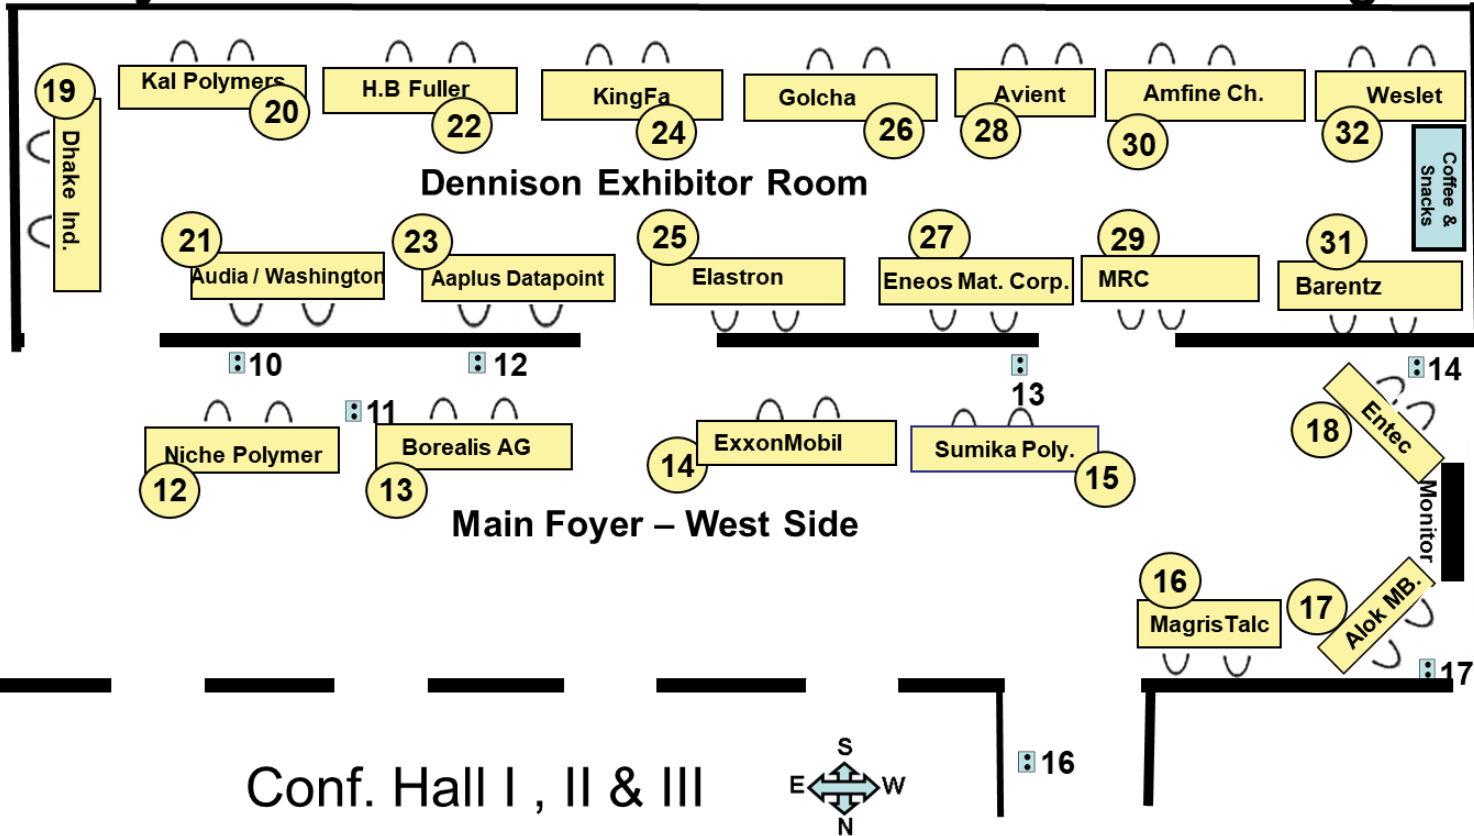 19
Kal Polymers
20
H.B Fuller
22
KingFa
24
Golcha
26
Avient
28
Amfine Ch.
30
Weslet
32
Dhake Ind.
Coffee &
Snacks
Dennison Exhibitor Room
21
Audia / Washington
23
Aaplus Datapoint
25
Elastron
27
Eneos Mat. Corp.
29
MRC
31
Barentz
10
12
13
14
11
Niche Polymer
12
Borealis AG
13
ExxonMobil
14
Sumika Poly.
15
Entec
18
Monitor
Main Foyer – West Side
16
MagrisTalc
17
Alok MB.
17
Conf. Hall I , II & III
S
E
W
N
16